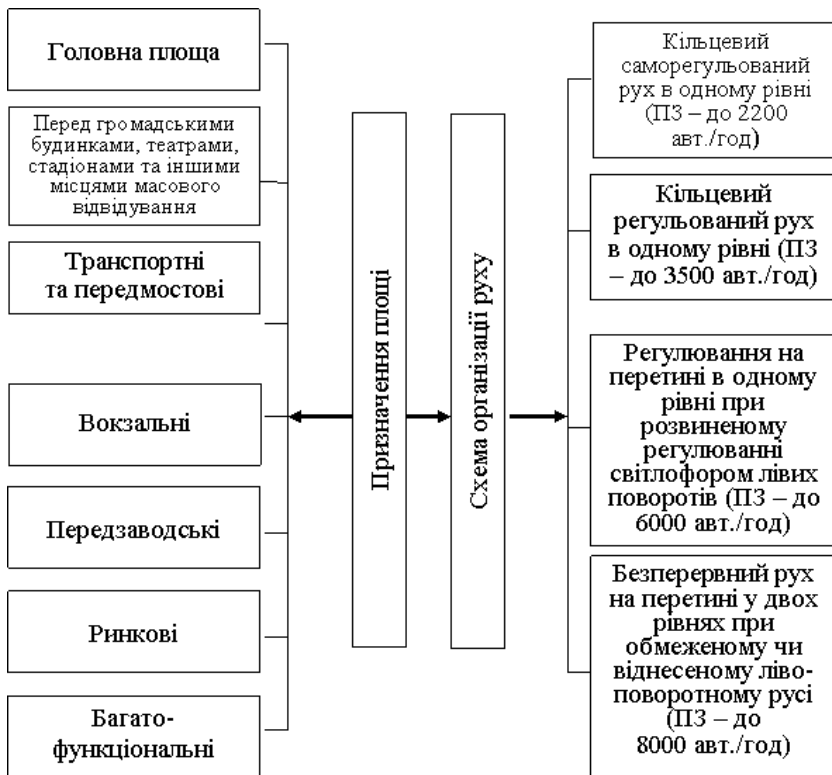 Головна площа
Перед громадськими
будинками, театрами,
стадіонами та іншими
місцями масового
відвідування
Транспортні
та передмостові
Вокзальні
Передзаводські
Ринкові
Багато-
функціональні
Призначення площі
Схема організації руху
Кільцевий
саморегульований
рух в одному рівні
(ПЗ – до 2200
авт./год)
Кільцевий
регульований рух
в одному рівні (ПЗ
– до 3500 авт./год)
Регулювання на
перетині в одному
рівні при
розвиненому
регулюванні
світлофором лівих
поворотів (ПЗ – до
6000 авт./год)
Безперервний рух
на перетині у двох
рівнях при
обмеженому чи
віднесеному ліво-
поворотному русі
(ПЗ – до
8000 авт./год)